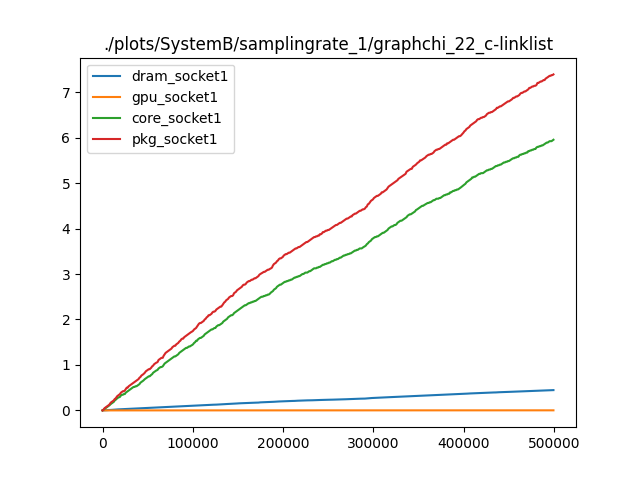 ./plots/SystemB/samplingrate_1/graphchi_22_c-linklist
dram_socket1
gpu_socket1
core_socket1
pkg_socket1
7
6
5
4
3
2
1
0
0 100000 200000 300000 400000 500000